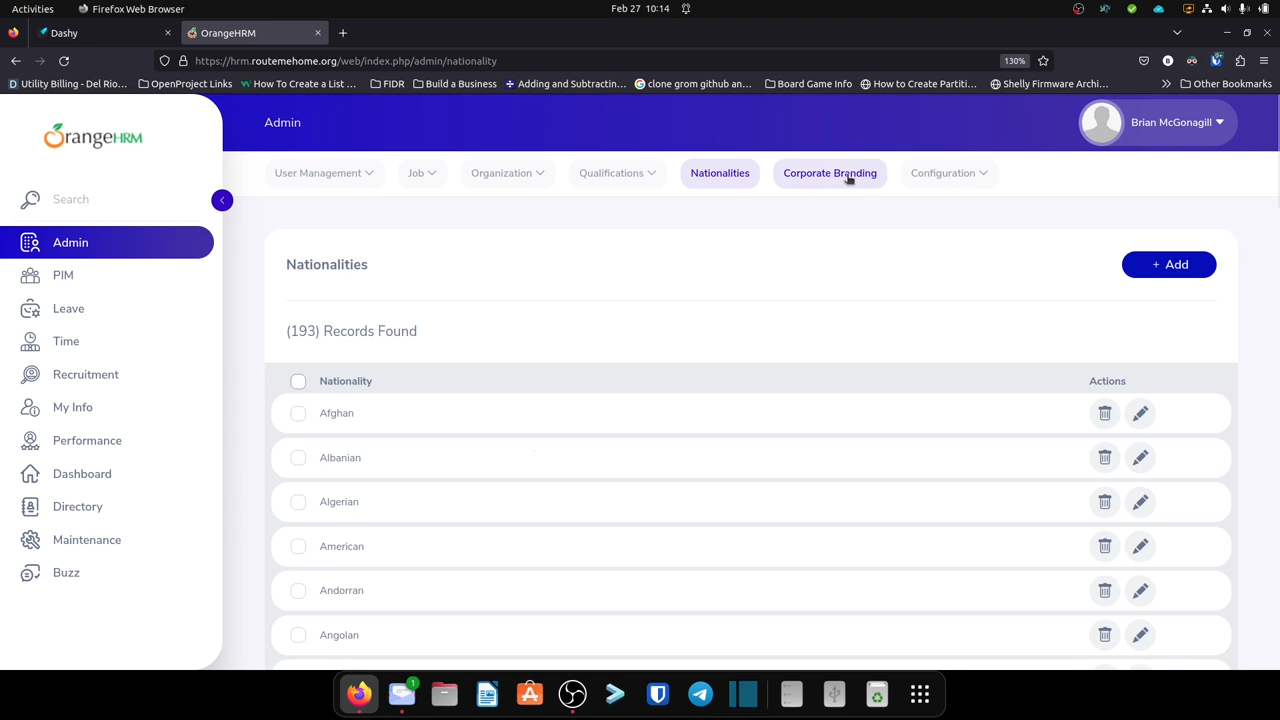 Activities
Firefox Web Browser
Feb 27 10:14
Dashy
OrangeHRM
https://hrm.routemehome.org/web/index.php/admin/nationality
130%
Utility Billing - Del Rio…
OpenProject Links
How To Create a List …
FIDR
Build a Business
Adding and Subtractin…
clone grom github an…
Board Game Info
How to Create Partiti…
Shelly Firmware Archi…
Other Bookmarks
OrangeHRM
Admin
Brian McGonagill
User Management
Job
Organization
Qualifications
Nationalities
Corporate Branding
Configuration
Search
Admin
PIM
Leave
Time
Recruitment
My Info
Performance
Dashboard
Directory
Maintenance
Buzz
Nationalities
+ Add
(193) Records Found
Nationality
Actions
Afghan
Albanian
Algerian
American
Andorran
Angolan
1